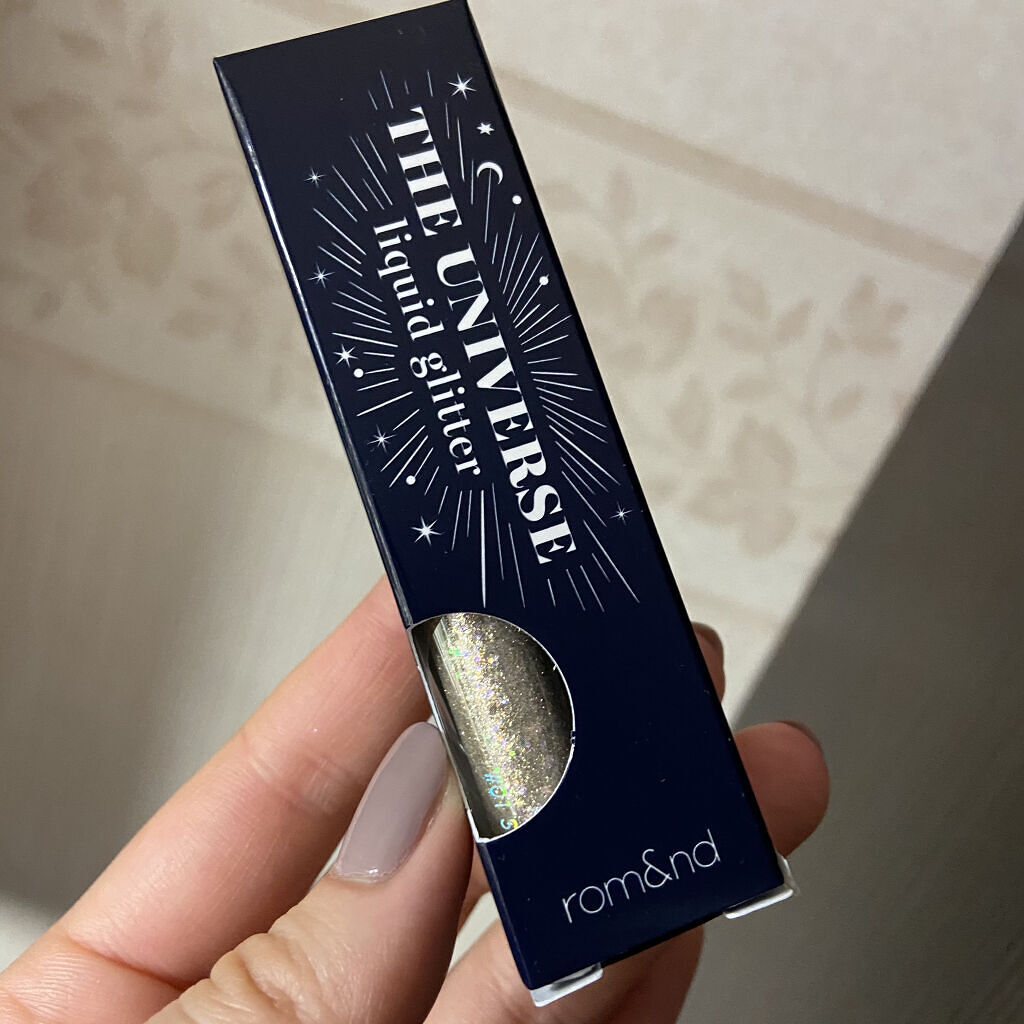 THE UNIVERSE
liquid glitter
rom&nd